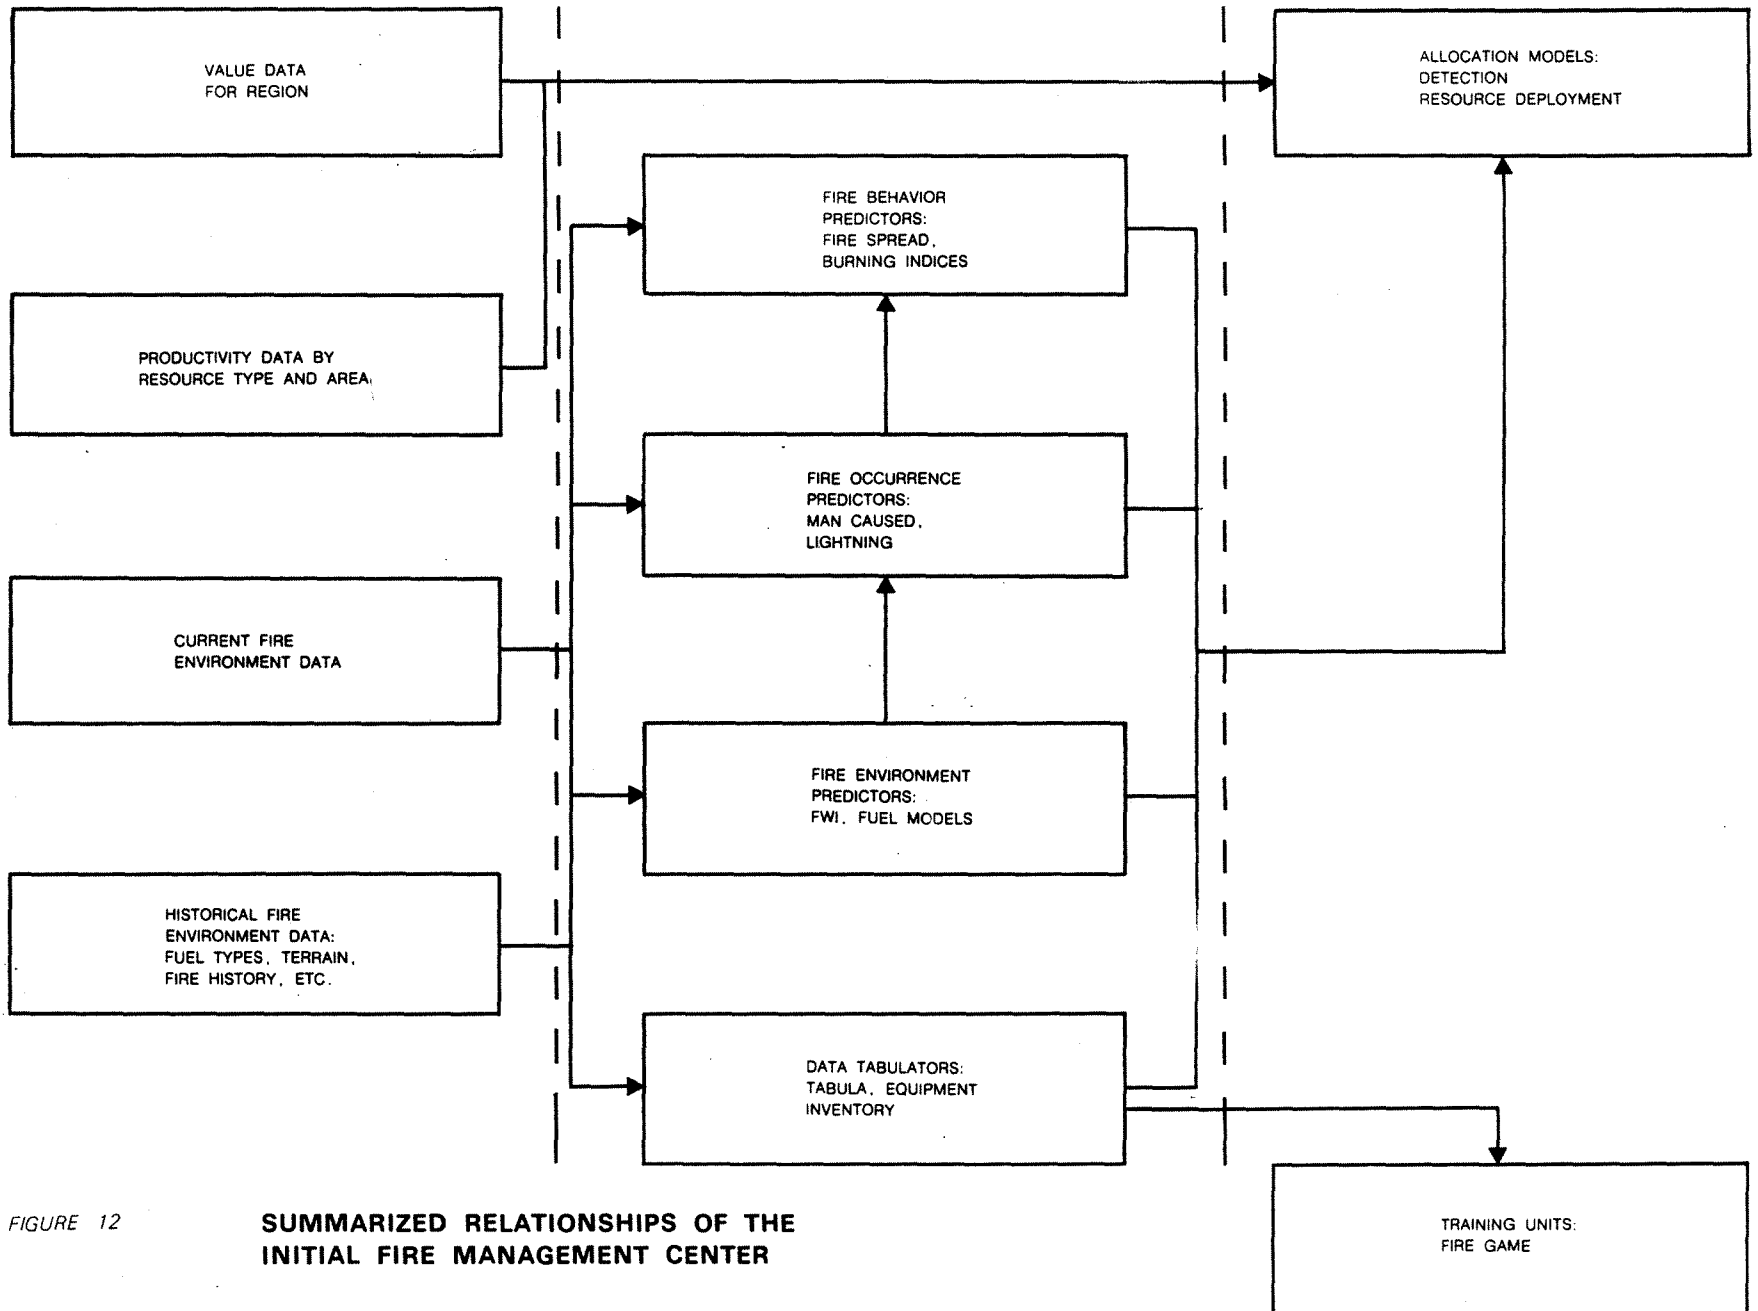 VALUE DATA
FOR REGION
PRODUCTIVITY DATA BY
RESOURCE TYPE AND AREA
CURRENT FIRE
ENVIRONMENT DATA
HISTORICAL FIRE
ENVIRONMENT DATA:
FUEL TYPES, TERRAIN,
FIRE HISTORY, ETC.
FIRE BEHAVIOR
PREDICTORS:
FIRE SPREAD,
BURNING INDICES
FIRE OCCURRENCE
PREDICTORS:
MAN CAUSED,
LIGHTNING
FIRE ENVIRONMENT
PREDICTORS:
FWI, FUEL MODELS
DATA TABULATORS:
TABULA, EQUIPMENT
INVENTORY
ALLOCATION MODELS:
DETECTION
RESOURCE DEPLOYMENT
TRAINING UNITS:
FIRE GAME
FIGURE 12
SUMMARIZED RELATIONSHIPS OF THE
INITIAL FIRE MANAGEMENT CENTER